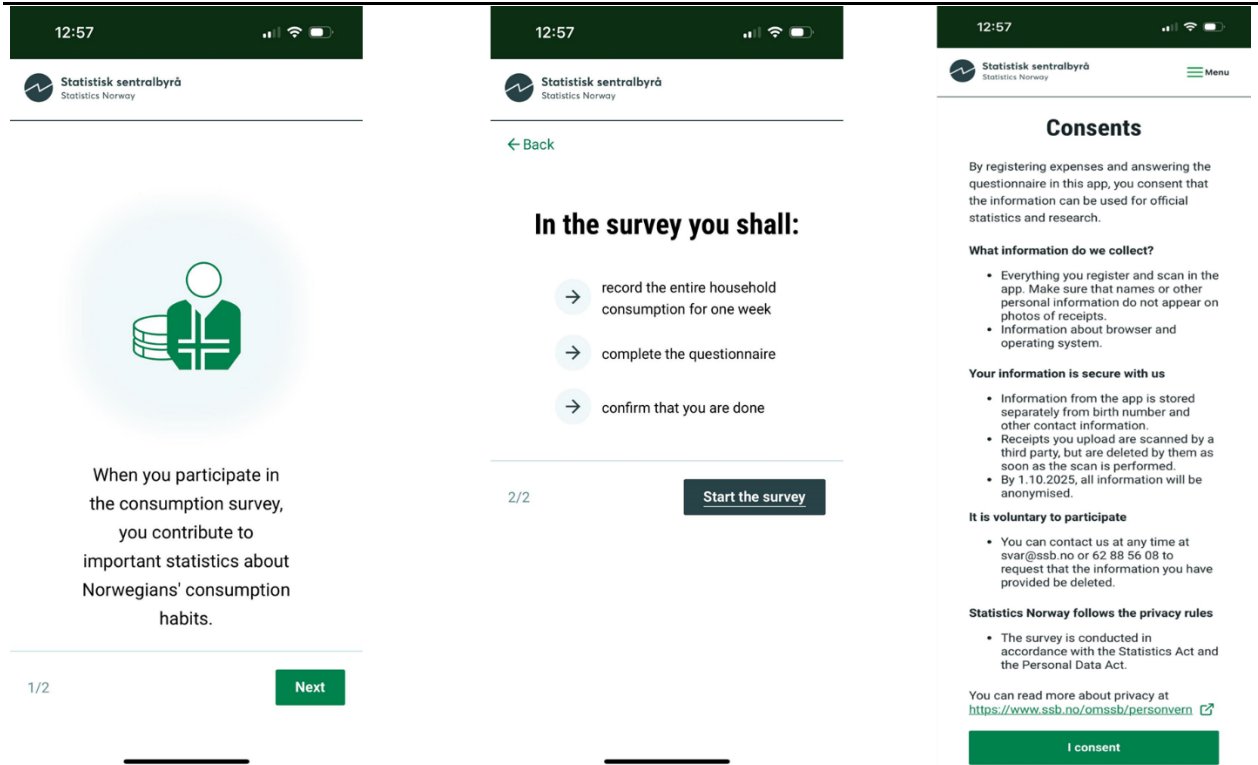 12:57
Statistisk sentralbyrå
Statistics Norway
When you participate in
the consumption survey,
you contribute to
important statistics about
Norwegians' consumption
habits.
1/2
Next
12:57
Statistisk sentralbyrå
Statistics Norway
Back
In the survey you shall:
record the entire household
consumption for one week
complete the questionnaire
confirm that you are done
2/2
Start the survey
12:57
Statistisk sentralbyrå
Statistics Norway
Menu
Consents
By registering expenses and answering the
questionnaire in this app, you consent that
the information can be used for official
statistics and research.
What information do we collect?
• Everything you register and scan in the
app. Make sure that names or other
personal information do not appear on
photos of receipts.
• Information about browser and
operating system.
Your information is secure with us
• Information from the app is stored
separately from birth number and
other contact information.
• Receipts you upload are scanned by a
third party, but are deleted by them as
soon as the scan is performed.
• By 1.10.2025, all information will be
anonymised.
It is voluntary to participate
• You can contact us at any time at
svar@ssb.no or 62 88 56 08 to
request that the information you have
provided be deleted.
Statistics Norway follows the privacy rules
• The survey is conducted in
accordance with the Statistics Act and
the Personal Data Act.
You can read more about privacy at
https://www.ssb.no/omssb/personvern
I consent